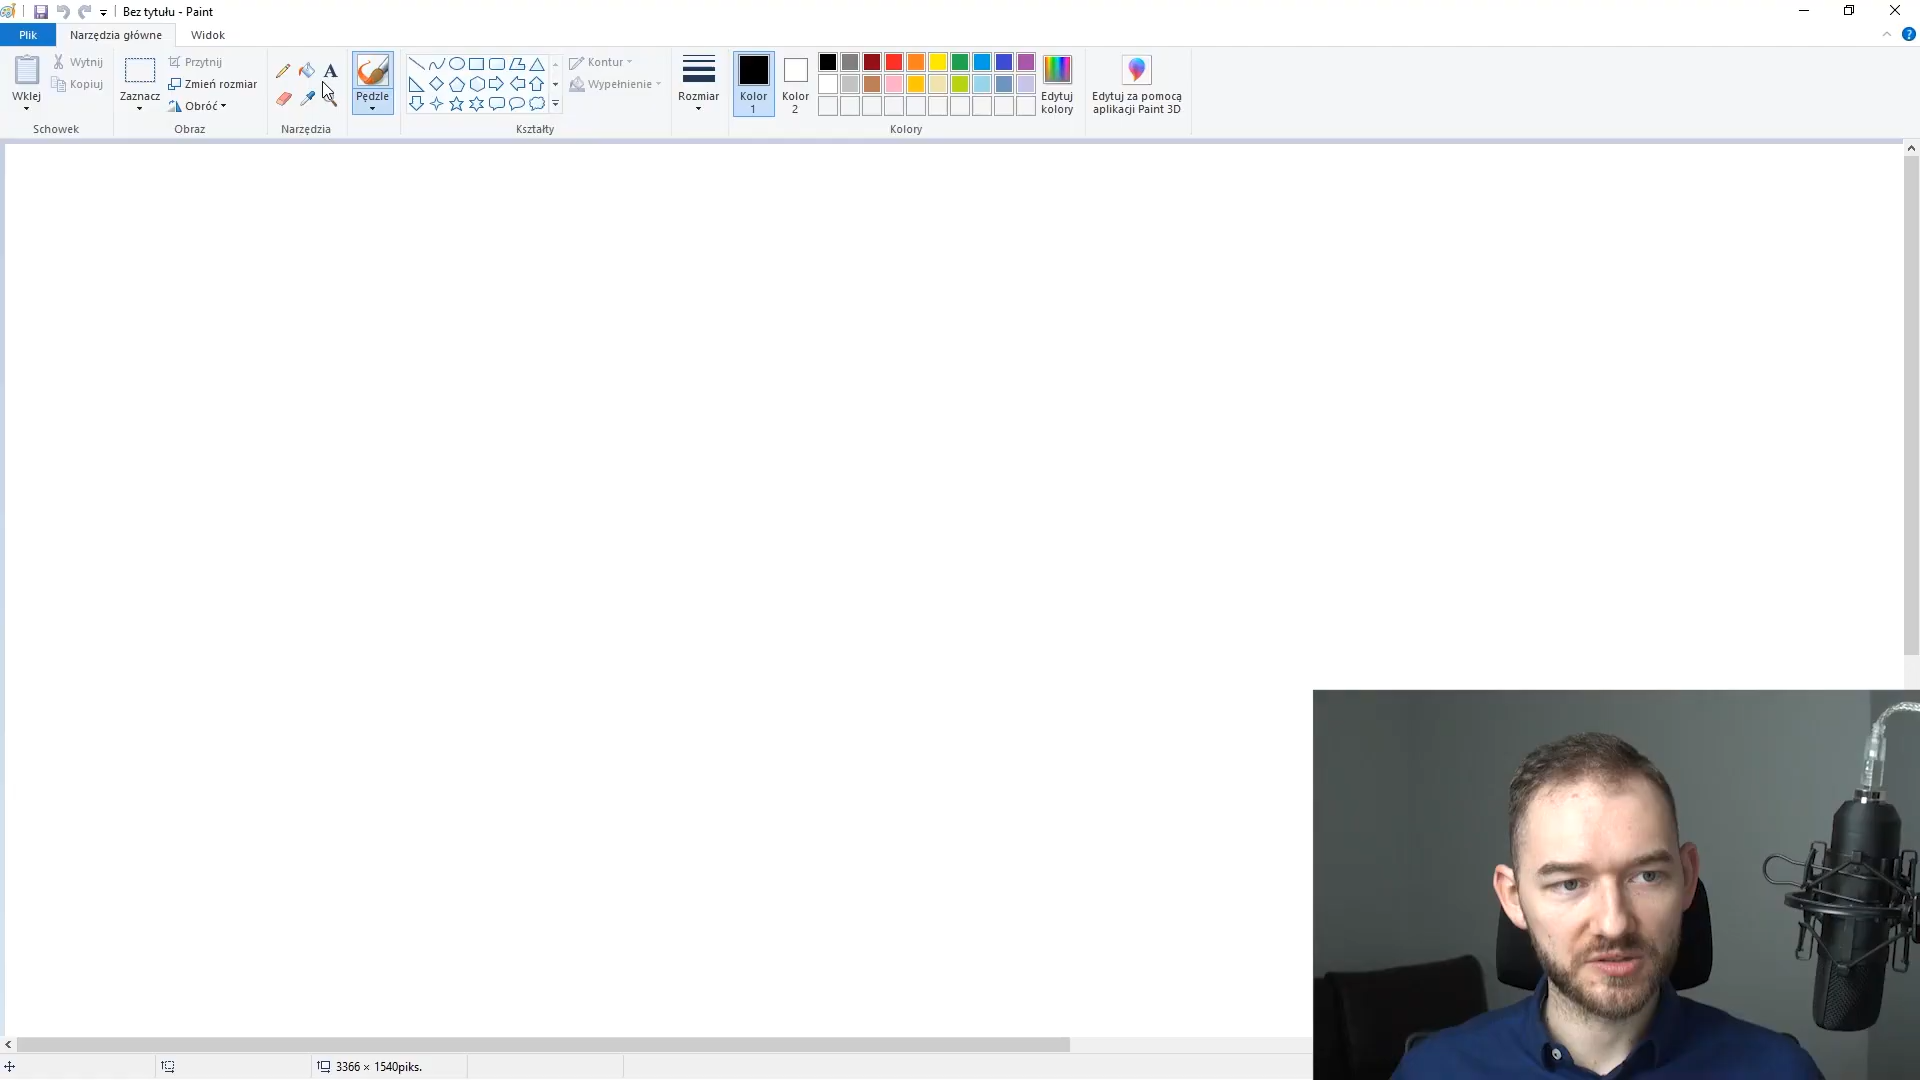 Bez tytułu - Paint
Plik
Narzędzia główne
Widok
Wklej
Wytnij
Kopiuj
Schowek
Zaznacz
Przytnij
Zmień rozmiar
Obróć
Obraz
A
Narzędzia
Pędzle
Kształty
Kontur
Wypełnienie
Rozmiar
Kolor
1
Kolor
2
Kolory
Edytuj
kolory
Edytuj za pomocą
aplikacji Paint 3D
3366 × 1540piks.